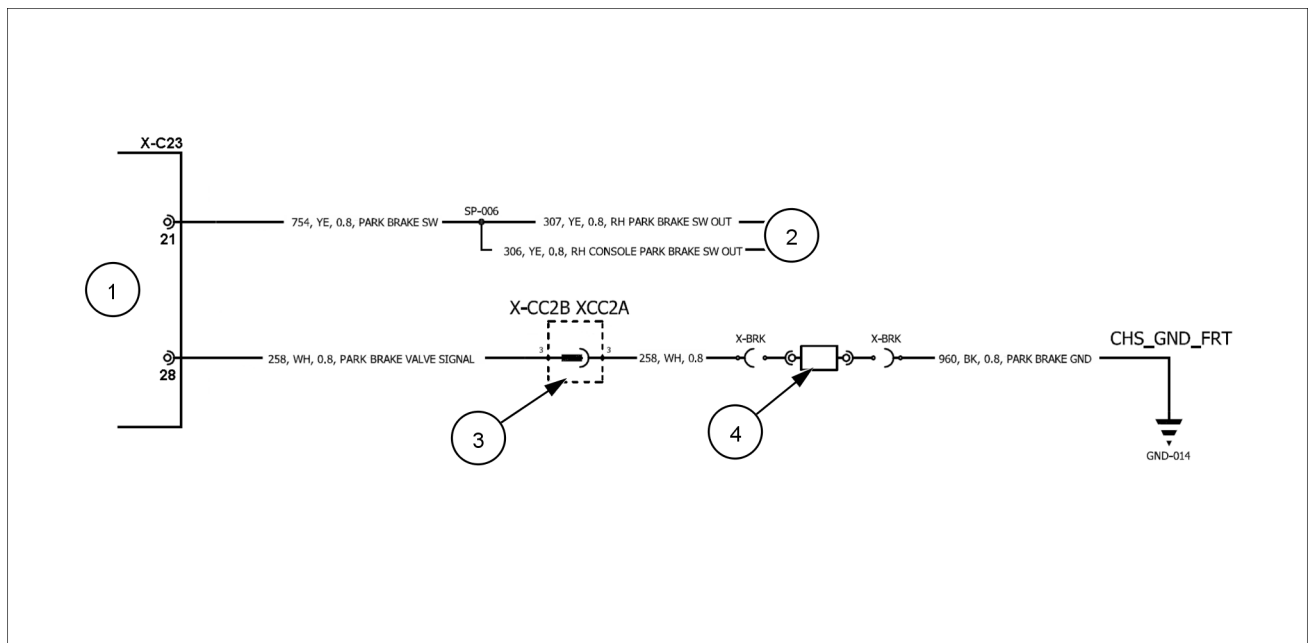 X-C23
SP-006
754, YE, 0.8, PARK BRAKE SW
307, YE, 0.8, RH PARK BRAKE SW OUT
21
2
306, YE, 0.8, RH CONSOLE PARK BRAKE SW OUT
1
X-CC2B XCC2A
X-BRK
X-BRK
CHS_GND_FRT
3
3
258, WH, 0.8, PARK BRAKE VALVE SIGNAL
258, WH, 0.8
960, BK, 0.8, PARK BRAKE GND
28
3
4
GND-014